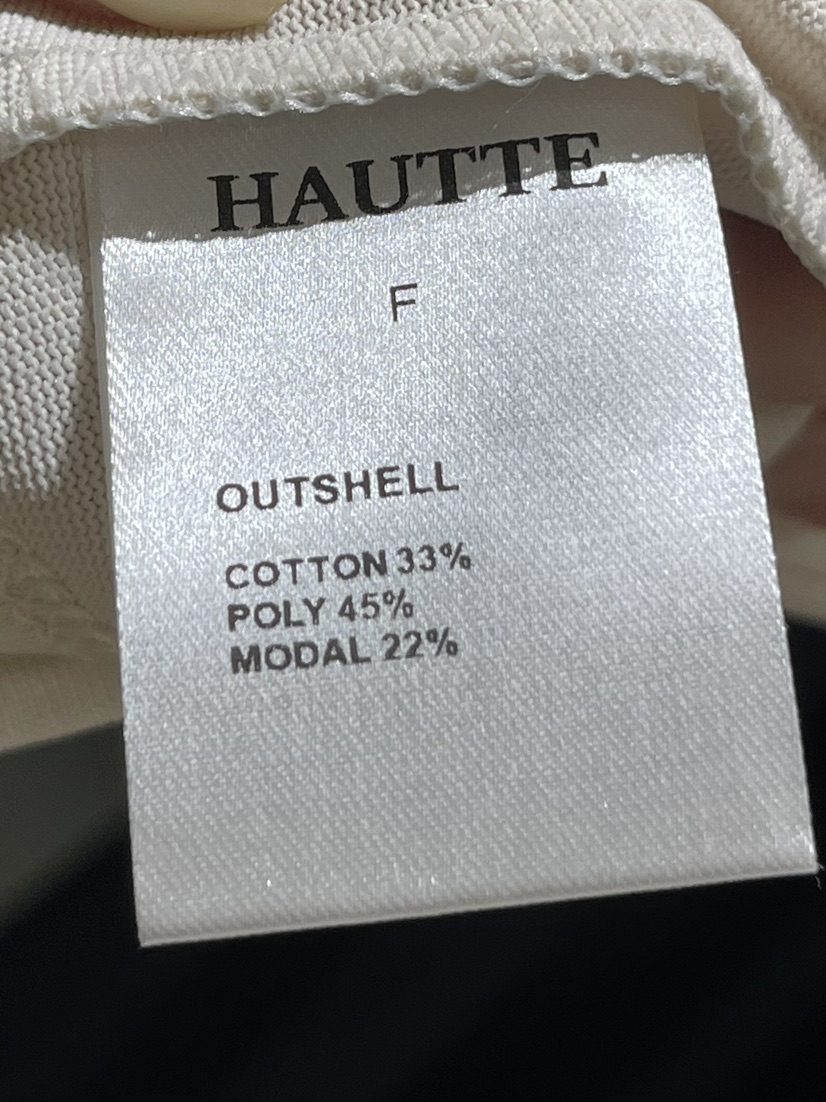 HAUTTE
F
OUTSHELL
COTTON 33%
POLY 45%
MODAL 22%